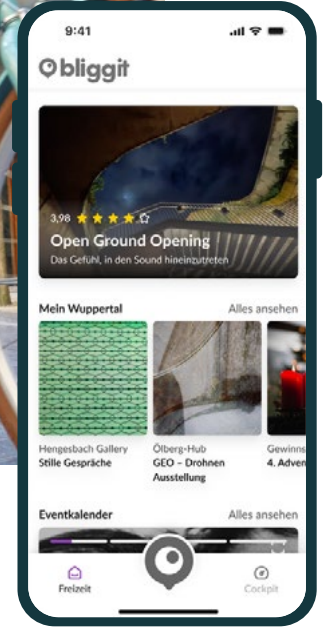 9:41
bliggit
3,98
Open Ground Opening
Das Gefühl, in den Sound hineinzutreten
Mein Wuppertal Alles ansehen
Hengesbach Gallery
Stille Gespräche
Ölberg-Hub
GEO – Drohnen
Ausstellung
Gewinns
4. Adven
Eventkalender Alles ansehen
Freizeit
Cockpit